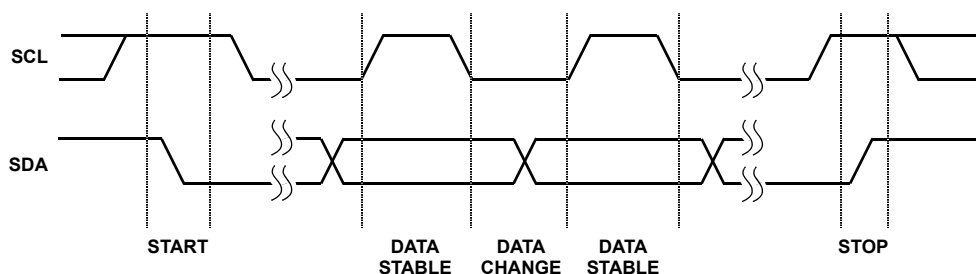 SCL
SDA
START
DATA
STABLE
DATA
CHANGE
DATA
STABLE
STOP